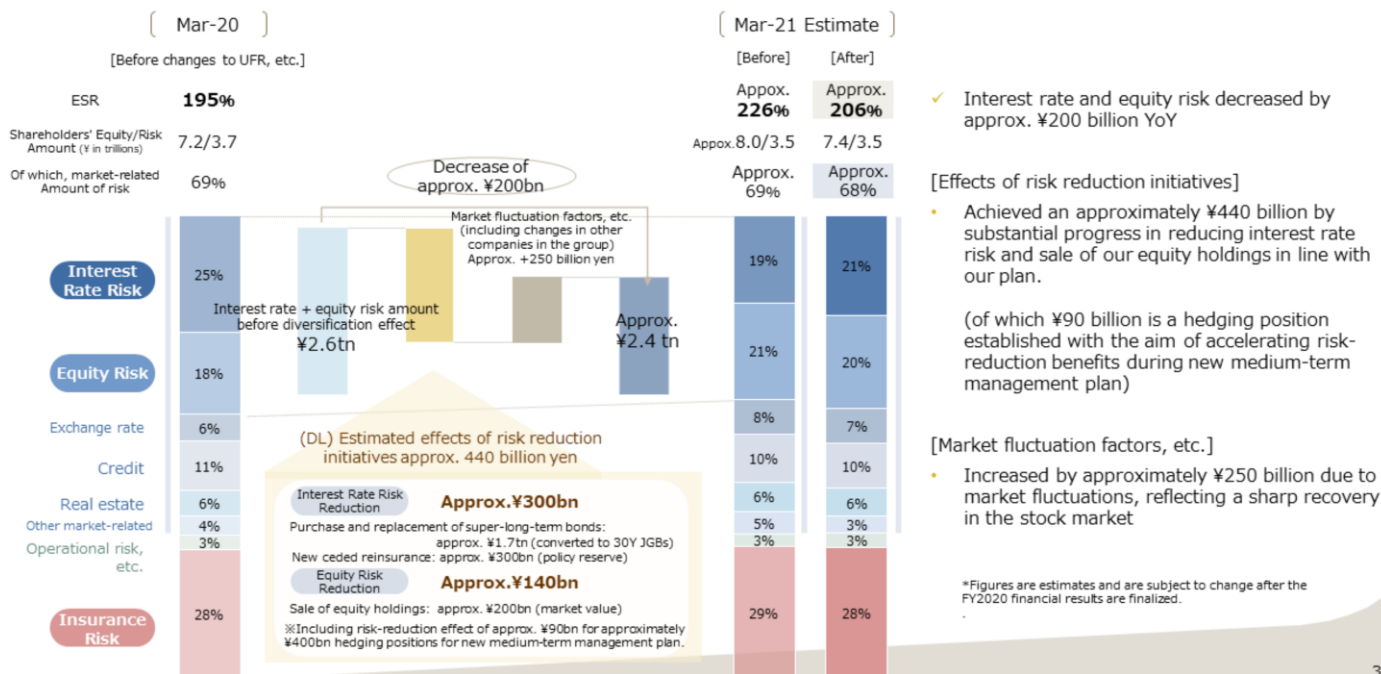 Mar-20
Mar-21 Estimate
[Before changes to UFR, etc.]
[Before]
[After]
ESR
195%
Appox.
226%
Approx.
206%
Shareholders' Equity/Risk
Amount (¥ in trillions)
7.2/3.7
Appox.8.0/3.5
7.4/3.5
Of which, market-related
Amount of risk
69%
Approx.
69%
Approx.
68%
Decrease of
approx. ¥200bn
Market fluctuation factors, etc.
(including changes in other
companies in the group)
Approx. +250 billion yen
Interest
Rate Risk
25%
19%
21%
Interest rate + equity risk amount
before diversification effect
¥2.6tn
Approx.
¥2.4 tn
Equity Risk
18%
21%
20%
Exchange rate
6%
8%
7%
Credit
11%
10%
10%
Real estate
6%
6%
6%
Other market-related
4%
5%
3%
Operational risk,
etc.
3%
3%
3%
Insurance
Risk
28%
29%
28%
(DL) Estimated effects of risk reduction
initiatives approx. 440 billion yen
Interest Rate Risk
Reduction
Approx.¥300bn
Purchase and replacement of super-long-term bonds:
approx. ¥1.7tn (converted to 30Y JGBs)
New ceded reinsurance: approx. ¥300bn (policy reserve)
Equity Risk
Reduction
Approx.¥140bn
Sale of equity holdings: approx. ¥200bn (market value)
※Including risk-reduction effect of approx. ¥90bn for approximately
¥400bn hedging positions for new medium-term management plan.
✓ Interest rate and equity risk decreased by
approx. ¥200 billion YoY
[Effects of risk reduction initiatives]
• Achieved an approximately ¥440 billion by
substantial progress in reducing interest rate
risk and sale of our equity holdings in line with
our plan.
(of which ¥90 billion is a hedging position
established with the aim of accelerating risk-
reduction benefits during new medium-term
management plan)
[Market fluctuation factors, etc.]
• Increased by approximately ¥250 billion due to
market fluctuations, reflecting a sharp recovery
in the stock market
*Figures are estimates and are subject to change after the
FY2020 financial results are finalized.
.
3